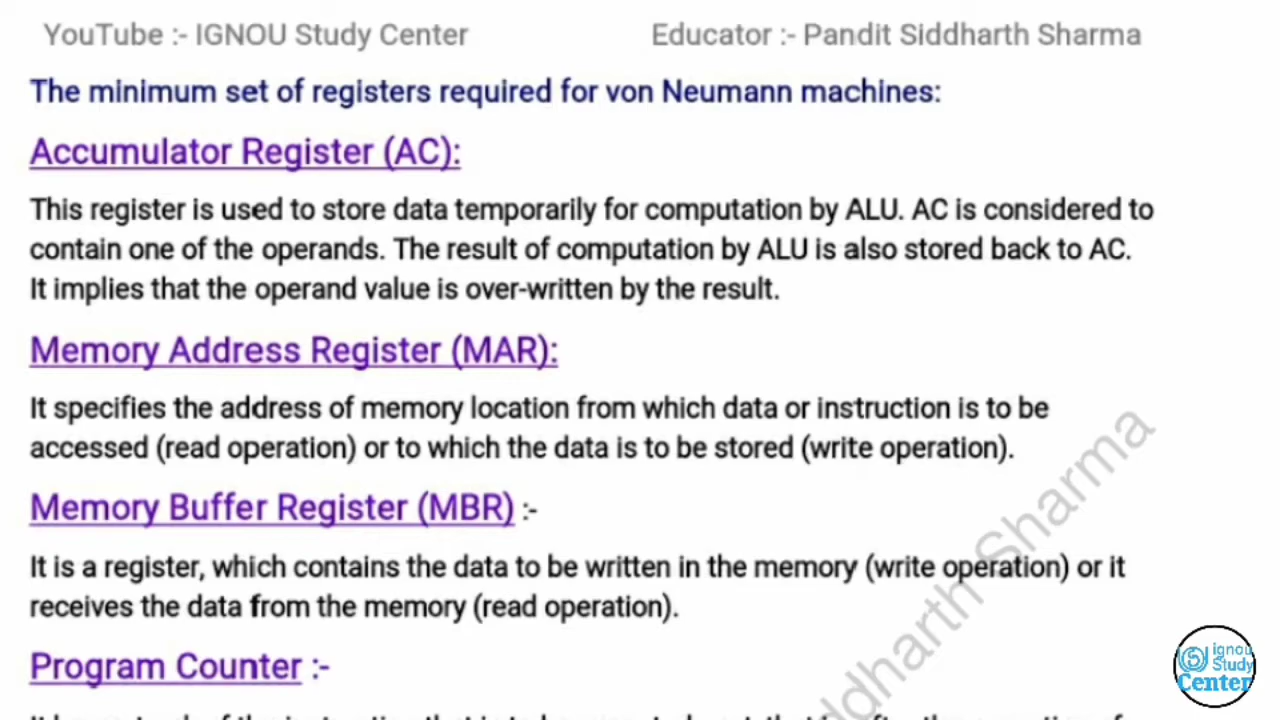 YouTube :- IGNOU Study Center Educator :- Pandit Siddharth Sharma
The minimum set of registers required for von Neumann machines:
Accumulator Register (AC):
This register is used to store data temporarily for computation by ALU. AC is considered to
contain one of the operands. The result of computation by ALU is also stored back to AC.
It implies that the operand value is over-written by the result.
Memory Address Register (MAR):
It specifies the address of memory location from which data or instruction is to be
accessed (read operation) or to which the data is to be stored (write operation).
Memory Buffer Register (MBR) :-
It is a register, which contains the data to be written in the memory (write operation) or it
receives the data from the memory (read operation).
Program Counter :-
ddharth Sharma
ignou
Study
Center